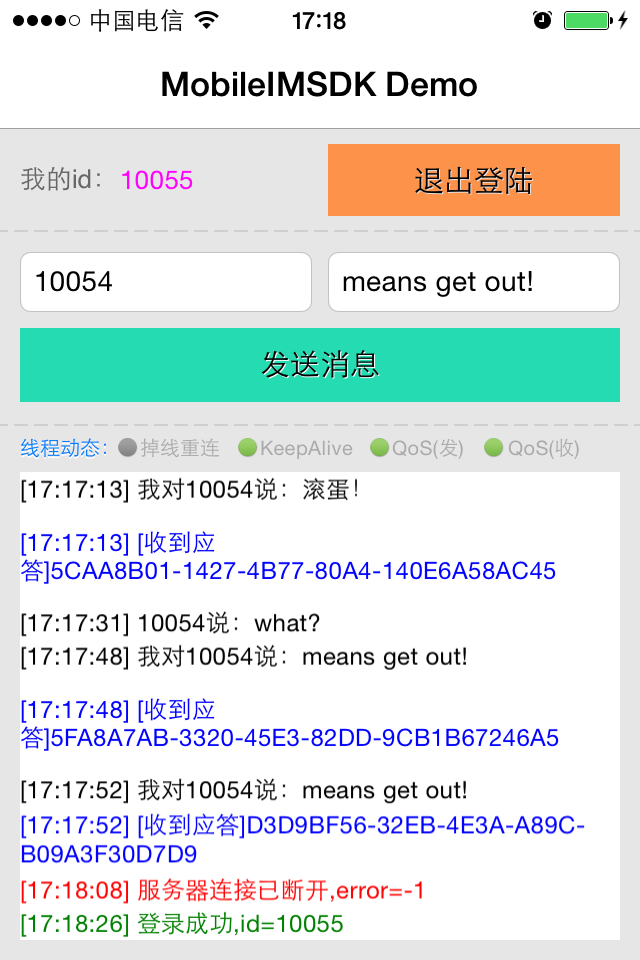 中国电信 17:18
MobileIMSDK Demo
我的id： 10055 退出登陆
10054 means get out!
发送消息
线程动态: 掉线重连 KeepAlive QoS(发) QoS(收)
[17:17:13] 我对10054说：滚蛋！
[17:17:13] [收到应
答]5CAA8B01-1427-4B77-80A4-140E6A58AC45
[17:17:31] 10054说：what?
[17:17:48] 我对10054说：means get out!
[17:17:48] [收到应
答]5FA8A7AB-3320-45E3-82DD-9CB1B67246A5
[17:17:52] 我对10054说：means get out!
[17:17:52] [收到应答]D3D9BF56-32EB-4E3A-A89C-
B09A3F30D7D9
[17:18:08] 服务器连接已断开,error=-1
[17:18:26] 登录成功,id=10055